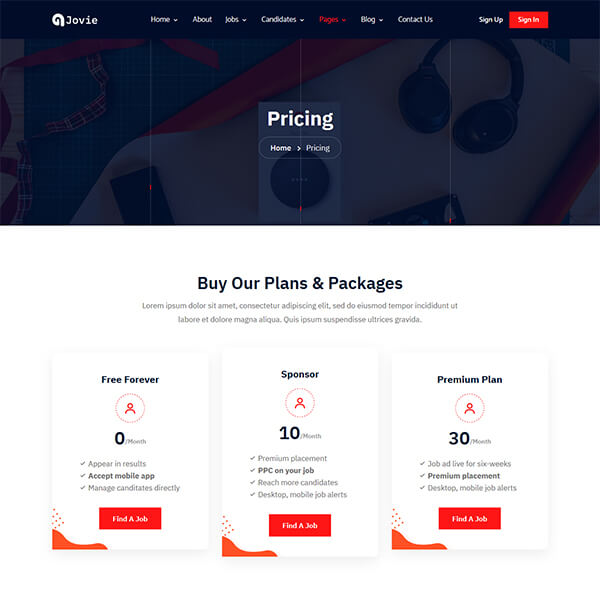 Jovie
Home About Jobs Candidates Pages Blog Contact Us Sign Up Sign In
Pricing
Home > Pricing
Buy Our Plans & Packages
Lorem ipsum dolor sit amet, consectetur adipiscing elit, sed do eiusmod tempor incididunt ut
labore et dolore magna aliqua. Quis ipsum suspendisse ultrices gravida.
Free Forever
0/Month
Appear in results
Accept mobile app
Manage canditates directly
Find A Job
Sponsor
10/Month
Premium placement
PPC on your job
Reach more candidates
Desktop, mobile job alerts
Find A Job
Premium Plan
30/Month
Job ad live for six-weeks
Premium placement
Desktop, mobile job alerts
Find A Job